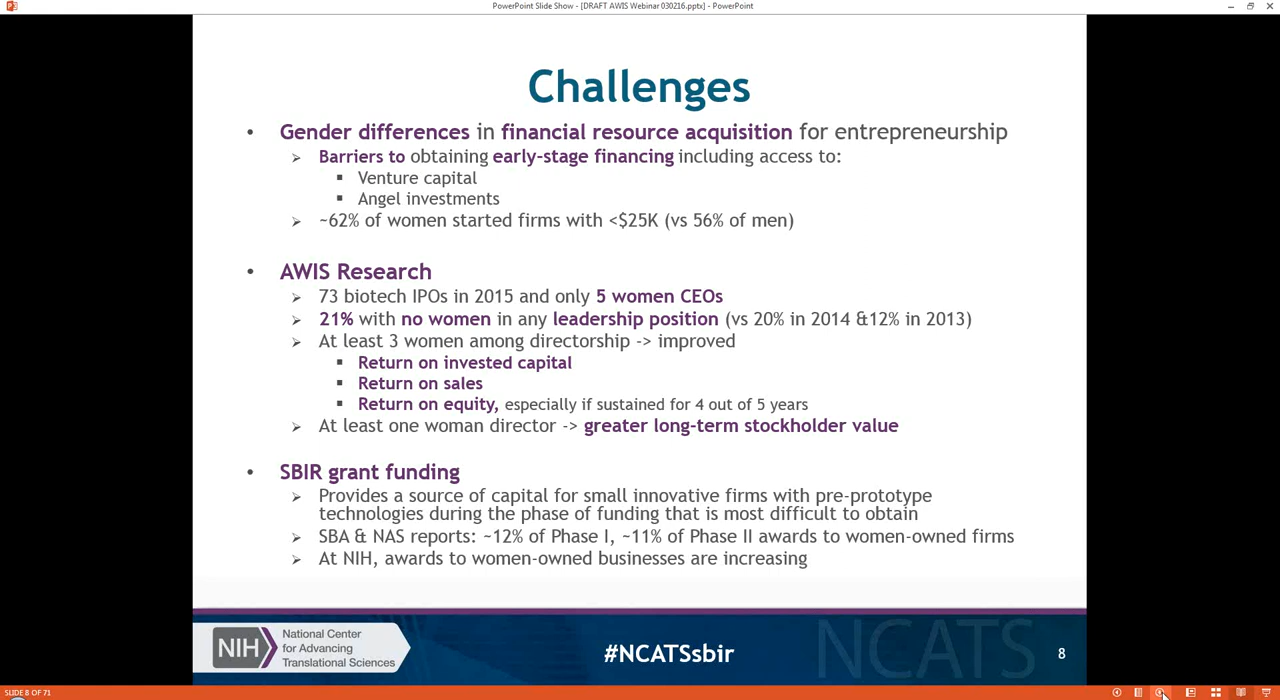 PowerPoint Slide Show - [DRAFT AWIS Webinar 030216.pptx] - PowerPoint
Challenges
• Gender differences in financial resource acquisition for entrepreneurship
➢ Barriers to obtaining early-stage financing including access to:
▪ Venture capital
▪ Angel investments
➢ ~62% of women started firms with <$25K (vs 56% of men)
• AWIS Research
➢ 73 biotech IPOs in 2015 and only 5 women CEOs
➢ 21% with no women in any leadership position (vs 20% in 2014 &12% in 2013)
➢ At least 3 women among directorship -> improved
▪ Return on invested capital
▪ Return on sales
▪ Return on equity, especially if sustained for 4 out of 5 years
➢ At least one woman director -> greater long-term stockholder value
• SBIR grant funding
➢ Provides a source of capital for small innovative firms with pre-prototype
technologies during the phase of funding that is most difficult to obtain
➢ SBA & NAS reports: ~12% of Phase I, ~11% of Phase II awards to women-owned firms
➢ At NIH, awards to women-owned businesses are increasing
NIH
National Center
for Advancing
Translational Sciences
#NCATSsbir
NCATS
8
SLIDE 8 OF 71